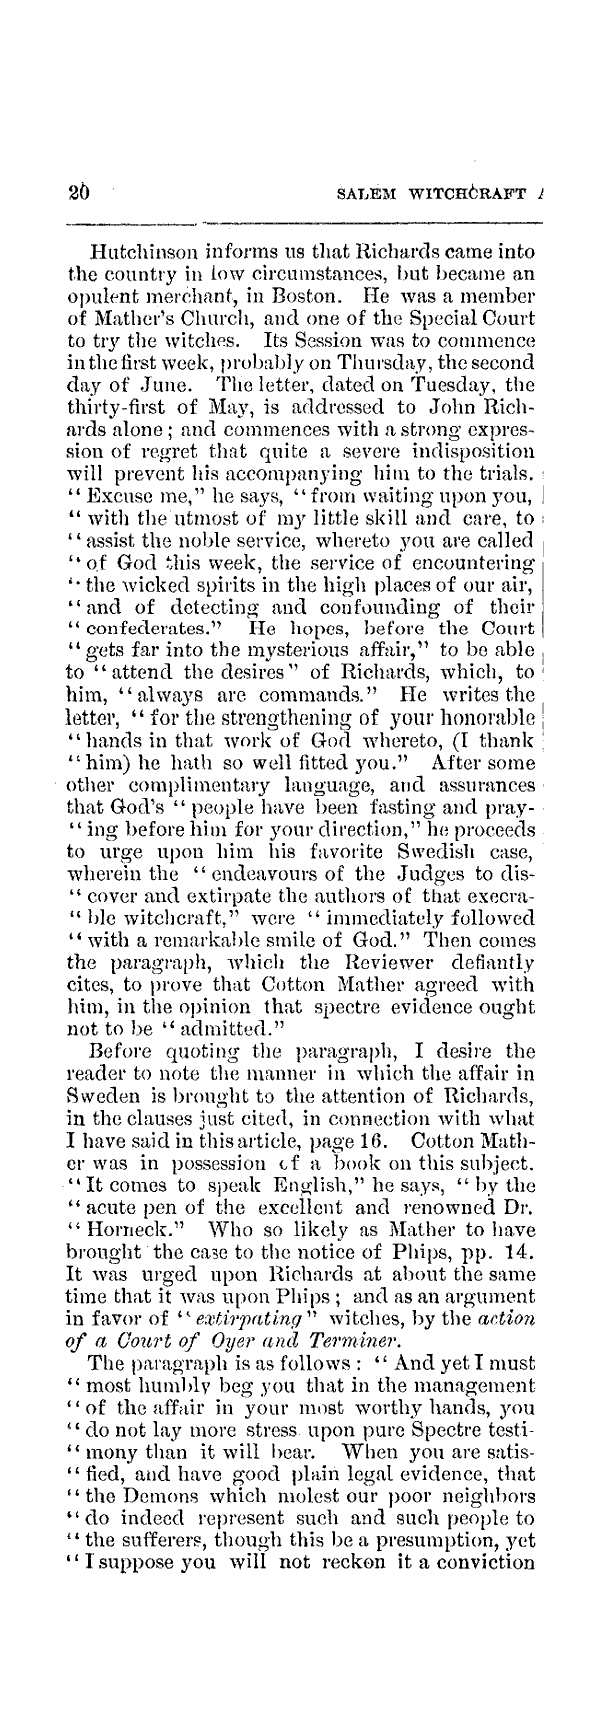 20 SALEM WITCHCRAFT
Hutchinson informs us that Richards came into
the country in low circumstances, but became an
opulent merchant, in Boston. He was a member
of Mather's Church, and one of the Special Court
to try the witches. Its Session was to commence
in the first week, probably on Thursday, the second
day of June. The letter, dated on Tuesday, the
thirty-first of May, is addressed to John Rich-
ards alone; and commences with a strong expres-
sion of regret that quite a severe indisposition
will prevent his accompanying him to the trials.
"Excuse me," he says, "from waiting upon you,
"with the utmost of my little skill and care, to
"assist the noble service, whereto you are called
"of God this week, the service of encountering
"the wicked spirits in the high places of our air,
"and of detecting and confounding of their
"confederates." He hopes, before the Court
"gets far into the mysterious affair," to be able
to "attend the desires" of Richards, which, to
him, "always are commands." He writes the
letter, "for the strengthening of your honorable
"hands in that work of God whereto, (I thank
"him) he hath so well fitted you." After some
other complimentary language, and assurances
that God's "people have been fasting and pray-
"ing before him for your direction," he proceeds
to urge upon him his favorite Swedish case,
wherein the "endeavours of the Judges to dis-
"cover and extirpate the authors of that execra-
"ble witchcraft," were "immediately followed
"with a remarkable smile of God." Then comes
the paragraph, which the Reviewer defiantly
cites, to prove that Cotton Mather agreed with
him, in the opinion that spectre evidence ought
not to be "admitted."
Before quoting the paragraph, I desire the
reader to note the manner in which the affair in
Sweden is brought to the attention of Richards,
in the clauses just cited, in connection with what
I have said in this article, page 16. Cotton Math-
er was in possession of a book on this subject.
"It comes to speak English," he says, "by the
"acute pen of the excellent and renowned Dr.
"Horneck." Who so likely as Mather to have
brought the case to the notice of Phips, pp. 14.
It was urged upon Richards at about the same
time that it was upon Phips; and as an argument
in favor of "extirpating" witches, by the action
of a Court of Oyer and Terminer.
The paragraph is as follows: "And yet I must
"most humbly beg you that in the management
"of the affair in your most worthy hands, you
"do not lay more stress upon pure Spectre testi-
"mony than it will bear. When you are satis-
"fied, and have good plain legal evidence, that
"the Demons which molest our poor neighbors
"do indeed represent such and such people to
"the sufferers, though this be a presumption, yet
"I suppose you will not reckon it a conviction